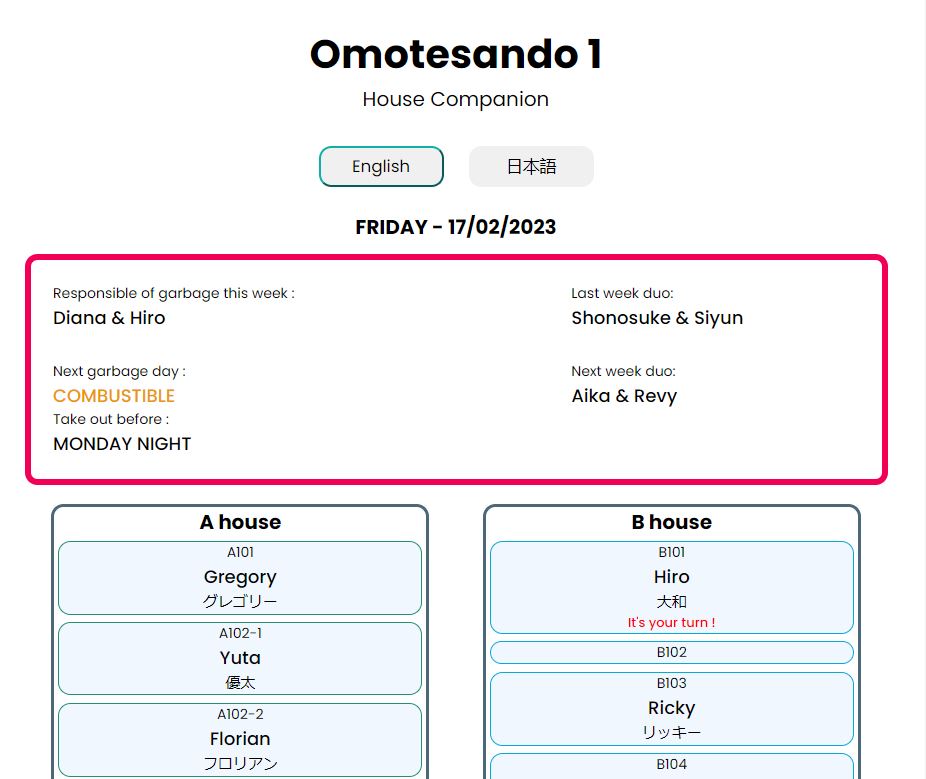 Omotesando 1
House Companion
English
日本語
FRIDAY - 17/02/2023
Responsible of garbage this week :
Diana & Hiro
Next garbage day :
COMBUSTIBLE
Take out before :
MONDAY NIGHT
Last week duo:
Shonosuke & Siyun
Next week duo:
Aika & Revy
A house
A101
Gregory
グレゴリー
A102-1
Yuta
優太
A102-2
Florian
フロリアン
B house
B101
Hiro
大和
It's your turn !
B102
B103
Ricky
リッキー
B104